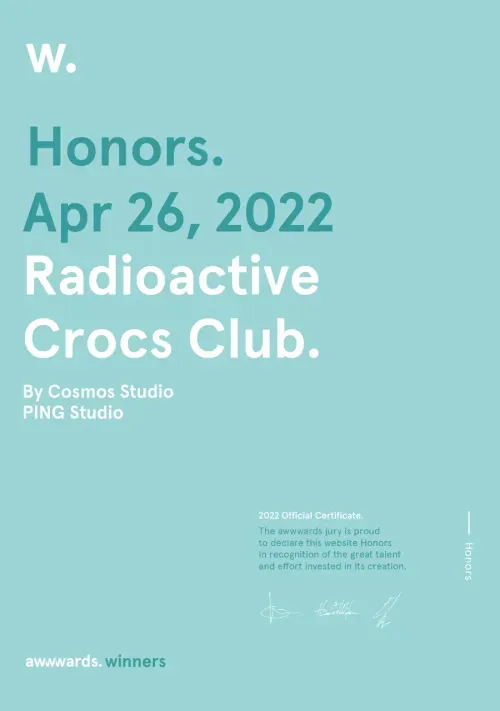 w.
Honors.
Apr 26, 2022
Radioactive
Crocs Club.
By Cosmos Studio
PING Studio
2022 Official Certificate.
The awwwards jury is proud
to declare this website Honors
in recognition of the great talent
and effort invested in its creation.
Honors
awwwards.winners